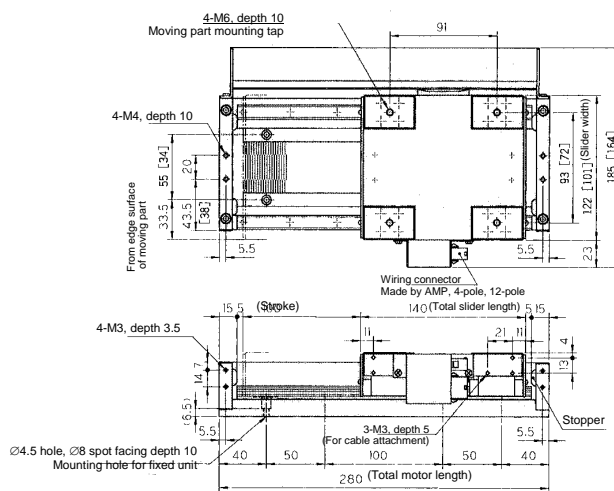 4-M6, depth 10
Moving part mounting tap
91
4-M4, depth 10
55 [34]
20
33.5
43.5
[38]
From edge surface
of moving part
5.5
93 [72]
122 [101] (Slider width)
185 [164]
23
5.5
Wiring connector
Made by AMP, 4-pole, 12-pole
15
5
(Stroke)
100
140
(Total slider length)
5
15
4-M3, depth 3.5
11
21
11
4
13
7
14
(6.5)
5.5
3-M3, depth 5
(For cable attachment)
Stopper
5.5
Ø4.5 hole, Ø8 spot facing depth 10
Mounting hole for fixed unit
40
50
100
50
40
280
(Total motor length)